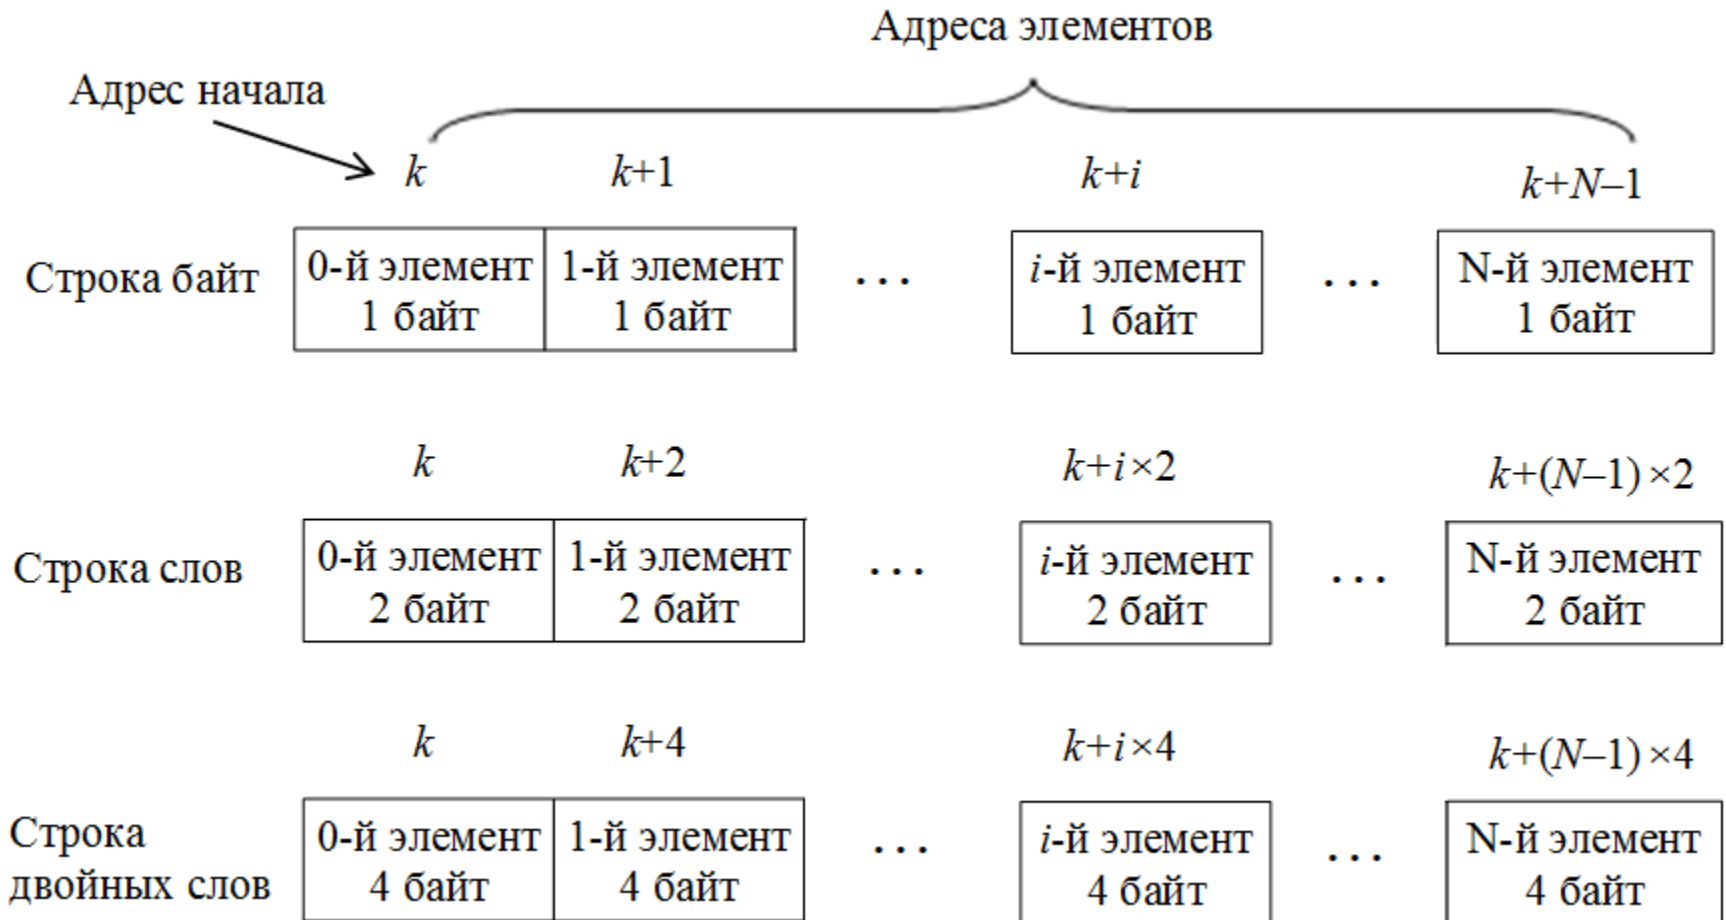 Адреса элементов
Адрес начала
k k+1 k+i k+N–1
Строка байт
0-й элемент 1-й элемент ... i-й элемент ... N-й элемент
1 байт 1 байт 1 байт 1 байт
k k+2 k+i×2 k+(N–1)×2
Строка слов
0-й элемент 1-й элемент ... i-й элемент ... N-й элемент
2 байт 2 байт 2 байт 2 байт
k k+4 k+i×4 k+(N–1)×4
Строка
двойных слов
0-й элемент 1-й элемент ... i-й элемент ... N-й элемент
4 байт 4 байт 4 байт 4 байт